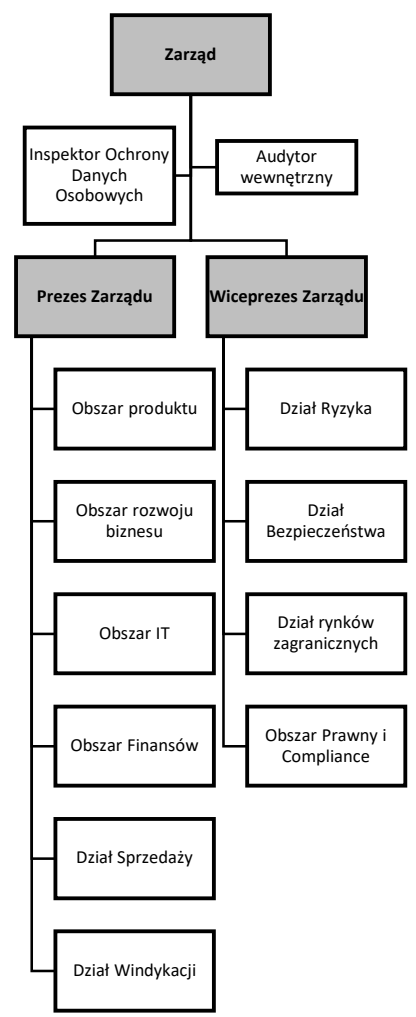 Zarząd
Inspektor Ochrony
Danych
Osobowych
Audytor
wewnętrzny
Prezes Zarządu
Wiceprezes Zarządu
Obszar produktu
Obszar rozwoju
biznesu
Obszar IT
Obszar Finansów
Dział Sprzedaży
Dział Windykacji
Dział Ryzyka
Dział
Bezpieczeństwa
Dział rynków
zagranicznych
Obszar Prawny i
Compliance